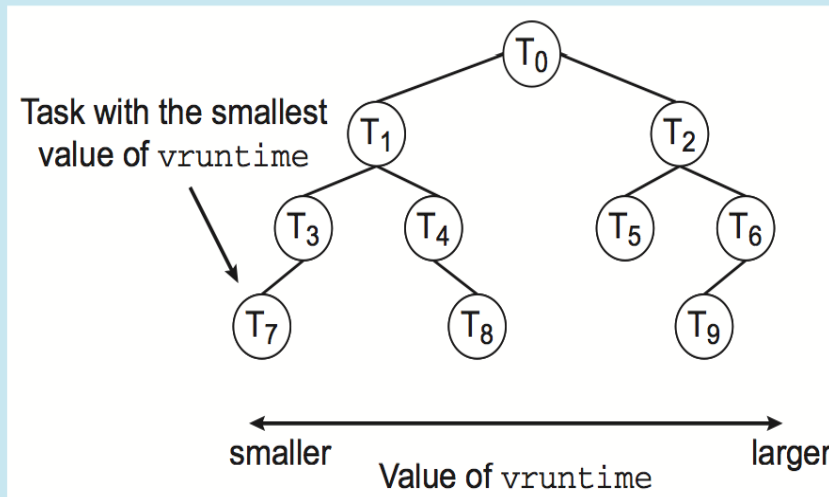 T0
Task with the smallest
value of vruntime
T1
T2
T3
T4
T5
T6
T7
T8
T9
smaller
larger
Value of vruntime